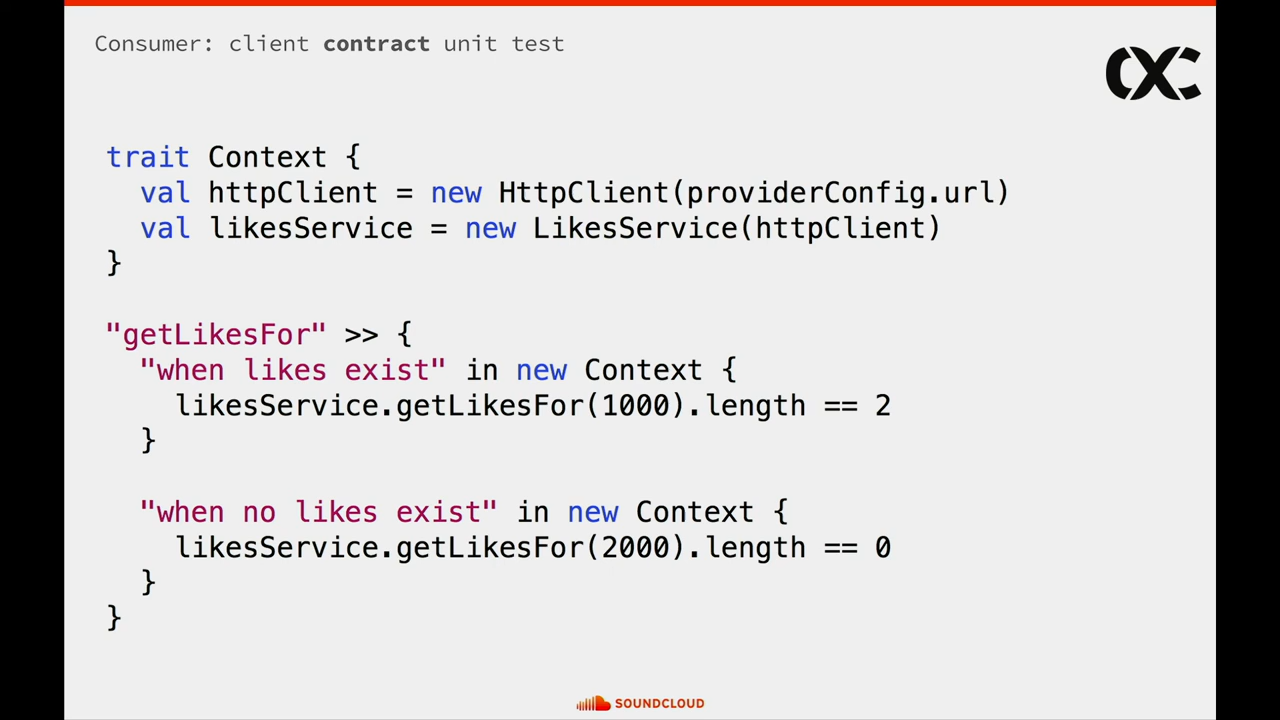 Consumer: client contract unit test
trait Context {
  val httpClient = new HttpClient(providerConfig.url)
  val likesService = new LikesService(httpClient)
}
"getLikesFor" >> {
  "when likes exist" in new Context {
    likesService.getLikesFor(1000).length == 2
  }
  "when no likes exist" in new Context {
    likesService.getLikesFor(2000).length == 0
  }
}
SOUNDCLOUD